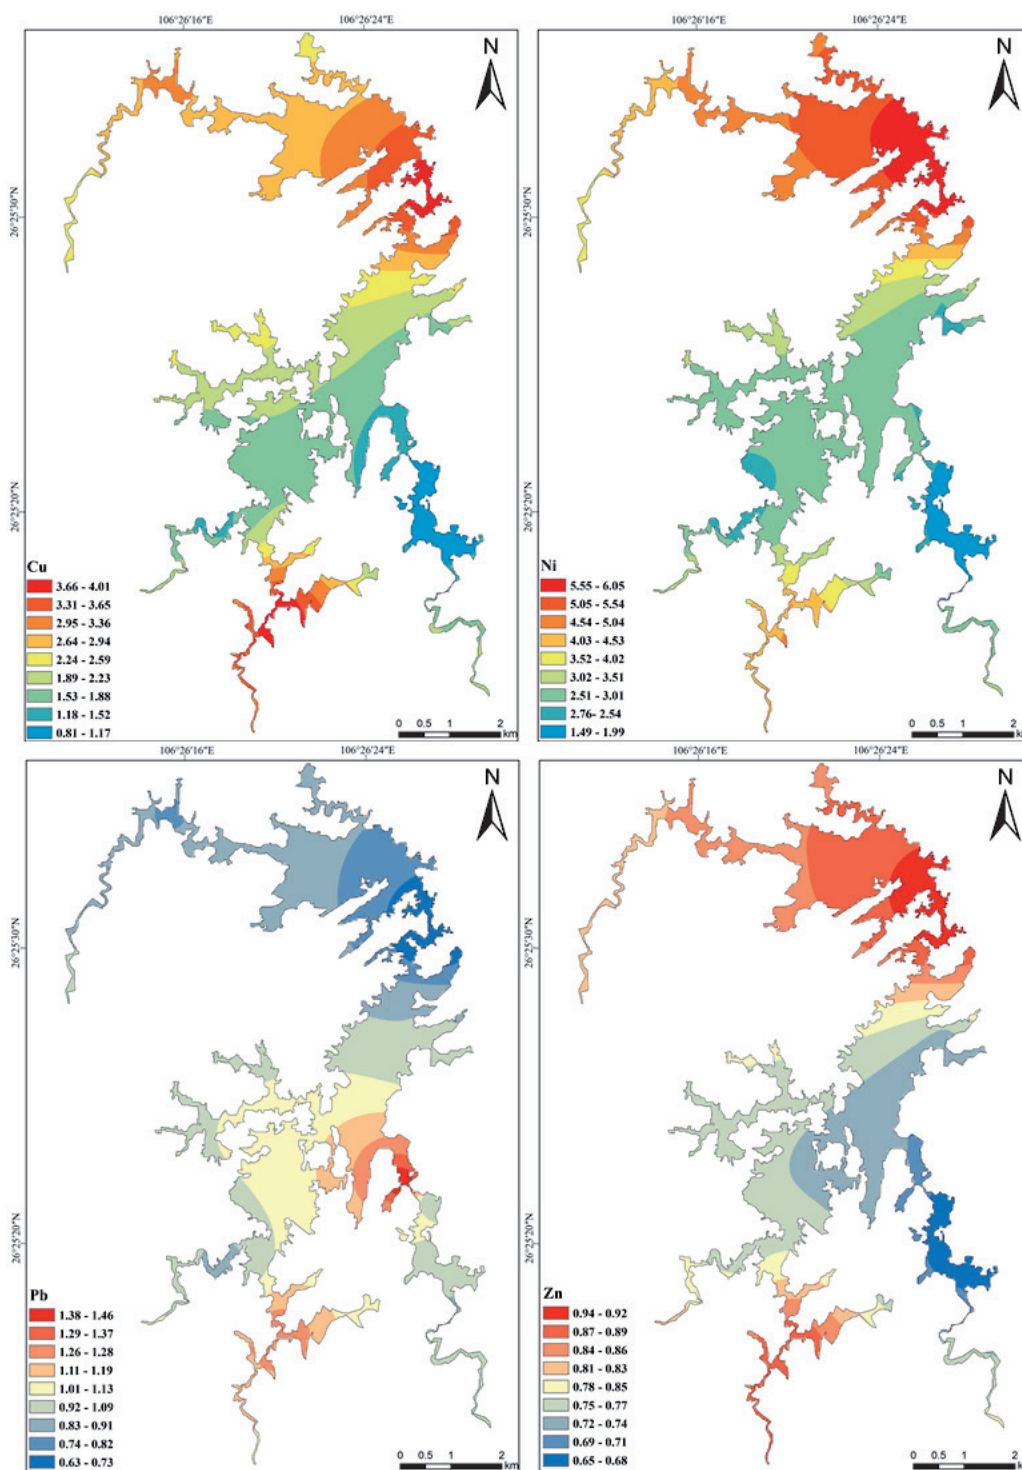 106°26'16"E 106°26'24"E 106°26'16"E 106°26'24"E
N
N
26°25'30"N
26°25'30"N
26°25'20"N
26°25'20"N
Cu
3.66 - 4.01
3.31 - 3.65
2.95 - 3.36
2.64 - 2.94
2.24 - 2.59
1.89 - 2.23
1.53 - 1.88
1.18 - 1.52
0.81 - 1.17
0 0.5 1 2
km
Ni
5.55 - 6.05
5.05 - 5.54
4.54 - 5.04
4.03 - 4.53
3.52 - 4.02
3.02 - 3.51
2.51 - 3.01
2.76- 2.54
1.49 - 1.99
0 0.5 1 2
km
106°26'16"E 106°26'24"E 106°26'16"E 106°26'24"E
N
N
26°25'30"N
26°25'30"N
26°25'20"N
26°25'20"N
Pb
1.38 - 1.46
1.29 - 1.37
1.26 - 1.28
1.11 - 1.19
1.01 - 1.13
0.92 - 1.09
0.83 - 0.91
0.74 - 0.82
0.63 - 0.73
0 0.5 1 2
km
Zn
0.94 - 0.92
0.87 - 0.89
0.84 - 0.86
0.81 - 0.83
0.78 - 0.85
0.75 - 0.77
0.72 - 0.74
0.69 - 0.71
0.65 - 0.68
0 0.5 1 2
km